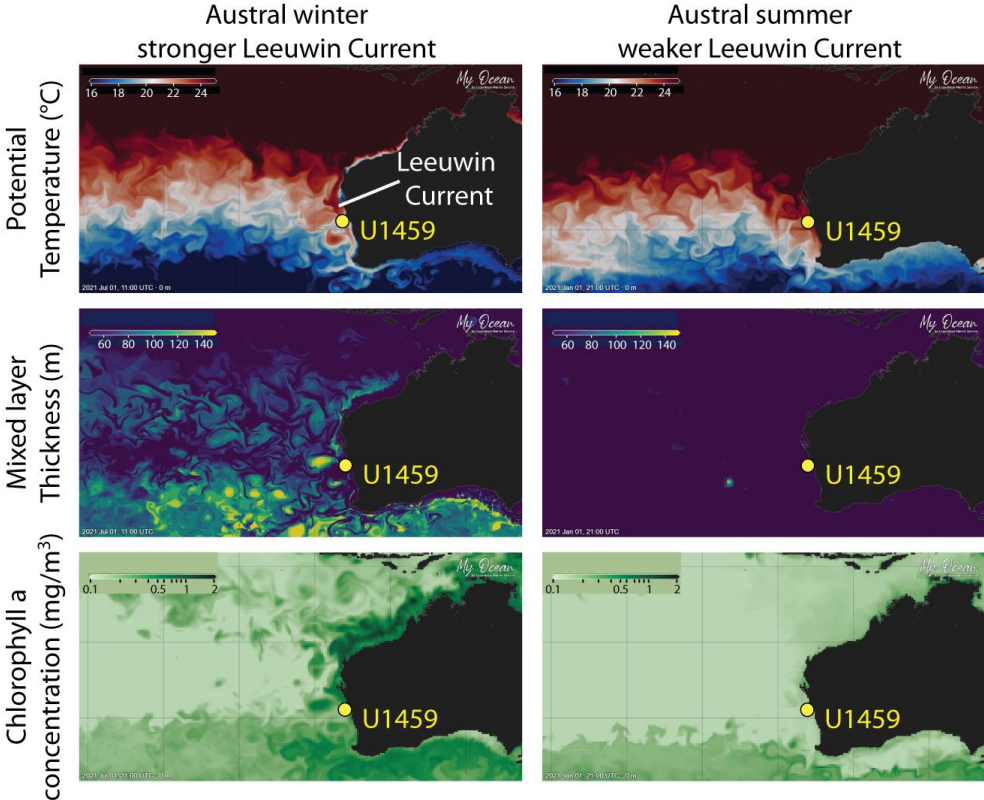 Austral winter
stronger Leeuwin Current
Austral summer
weaker Leeuwin Current
Potential
Temperature (°C)
16 18 20 22 24
My Ocean
Leeuwin
Current
U1459
2021 Jul 01, 11:00 UTC - 0 m
16 18 20 22 24
My Ocean
U1459
2021 Jan 01, 21:00 UTC - 0 m
Mixed layer
Thickness (m)
60 80 100 120 140
My Ocean
U1459
2021 Jul 01, 11:00 UTC
60 80 100 120 140
My Ocean
U1459
2021 Jan 01, 21:00 UTC
Chlorophyll a
concentration (mg/m³)
0.1 0.5 1 2
My Ocean
U1459
2021 Jul 01, 11:00 UTC - 0 m
0.1 0.5 1 2
My Ocean
U1459
2021 Jan 01, 21:00 UTC - 0 m